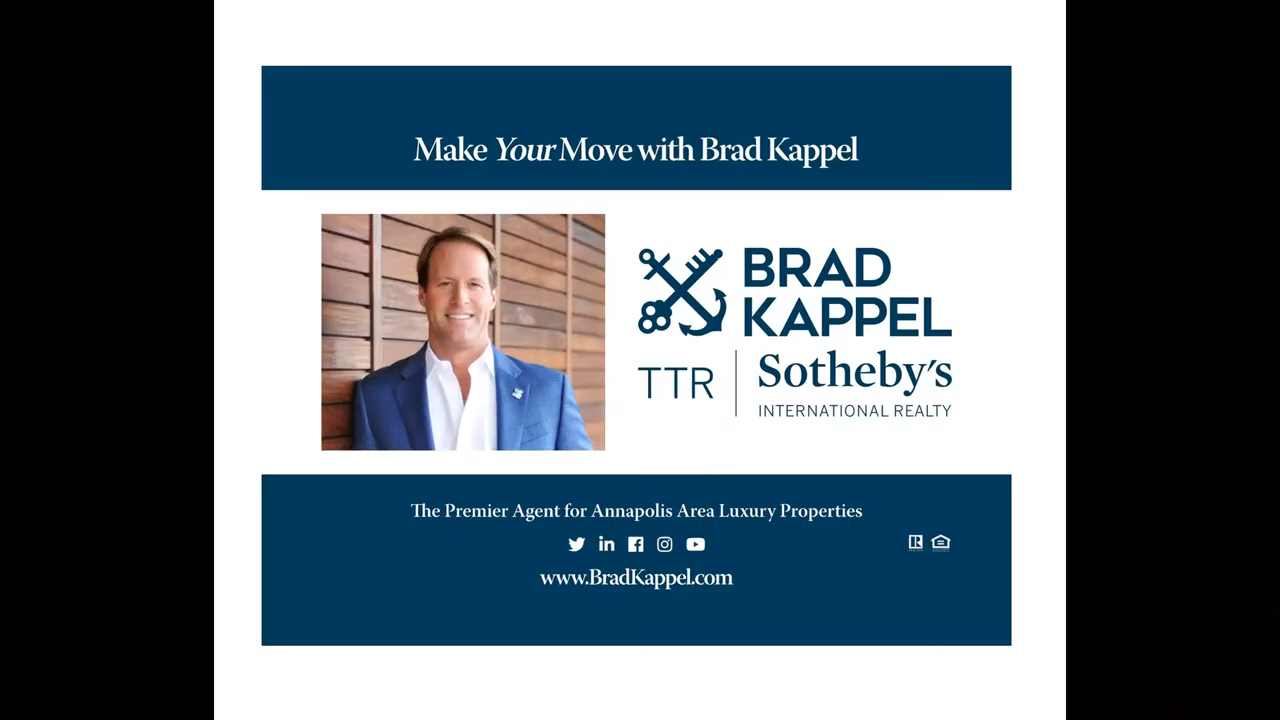 Make Your Move with Brad Kappel
BRAD
KAPPEL
TTR
Sotheby's
INTERNATIONAL REALTY
The Premier Agent for Annapolis Area Luxury Properties
www.BradKappel.com